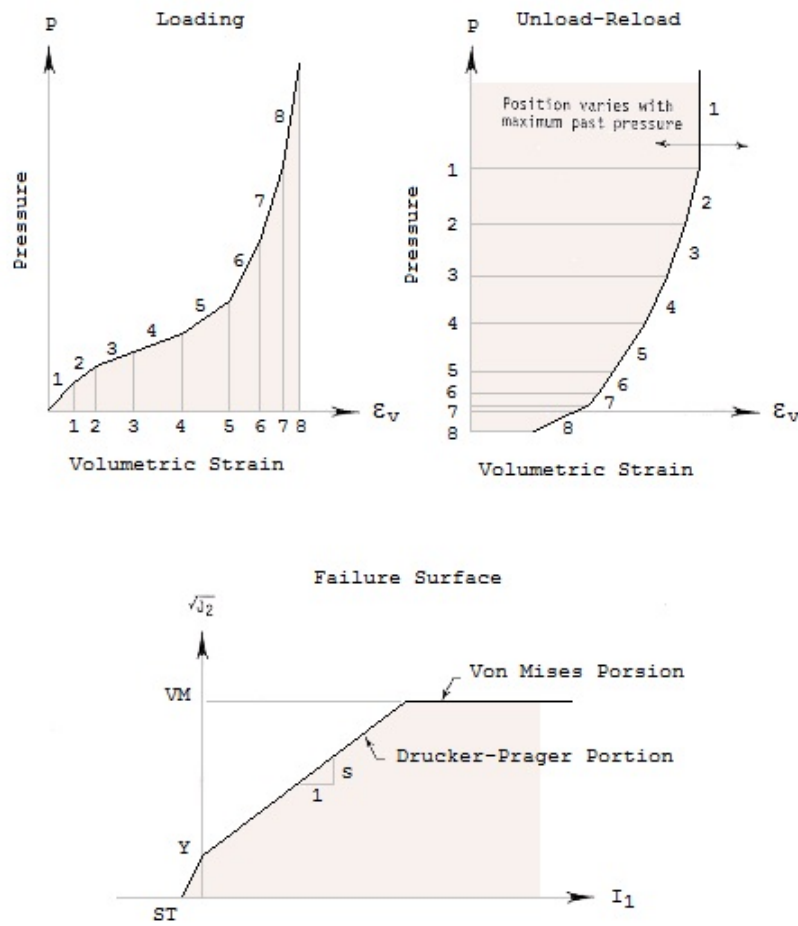 Loading
p
Pressure
1
2
3
4
5
6
7
8
1 2 3 4 5 6 7 8
εv
Volumetric Strain
Unload-Reload
p
Position varies with
maximum past pressure
Pressure
1
2
3
4
5
6
7
8
1
2
3
4
5
6
7
8
εv
Volumetric Strain
Failure Surface
√J2
VM
Von Mises Porsion
Drucker-Prager Portion
S
1
Y
ST
I1